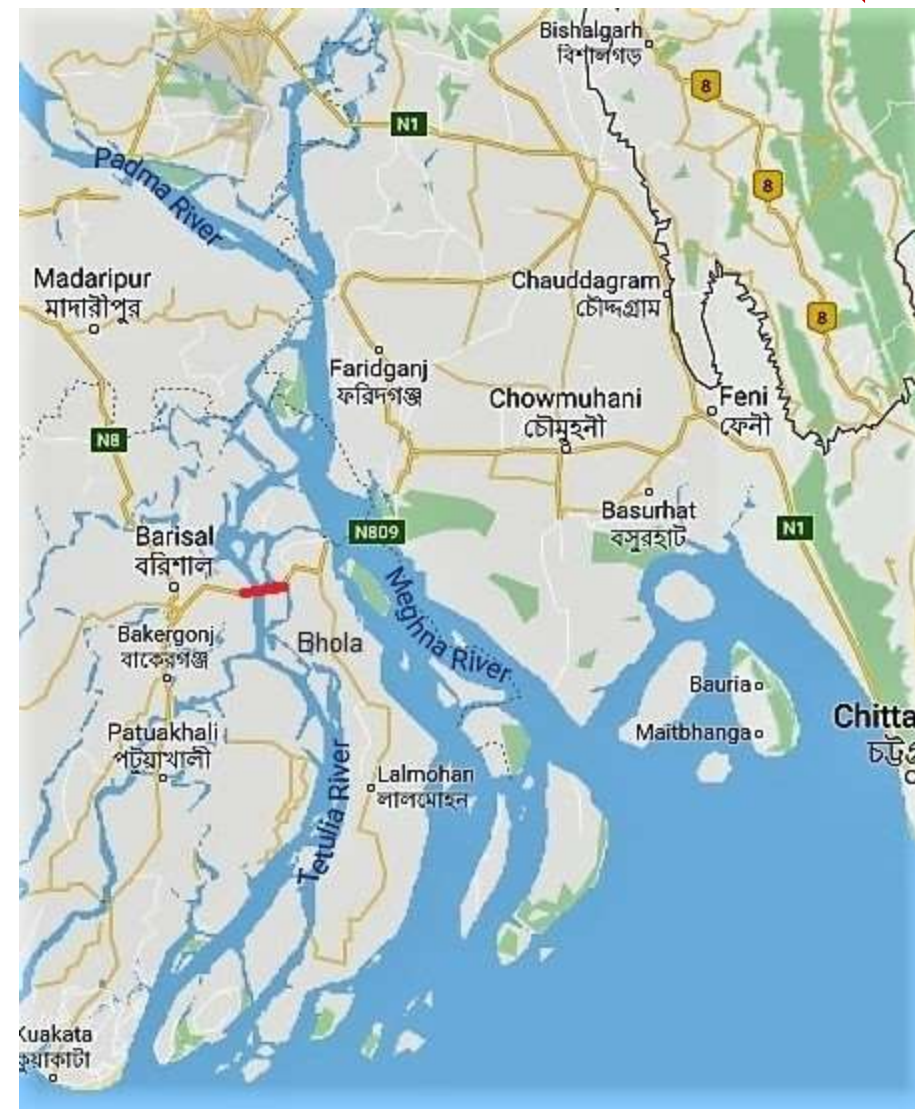 Bishalgarh
বিশালগড়
8
N1
Padma River
8
Madaripur
মাদারীপুর
Chauddagram
চৌদ্দগ্রাম
8
Faridganj
ফরিদগঞ্জ
Chowmuhani
চৌমুহনী
Feni
ফেনী
N8
Basurhat
বসুরহাট
N1
N809
Barisal
বরিশাল
Meghna River
Bakergonj
বাকেরগঞ্জ
Bhola
Bauria
Patuakhali
পটুয়াখালী
Maitbhanga
Chitta
Lalmohan
লালমোহন
Tetulia River
Kuakata
কুয়াকাটা